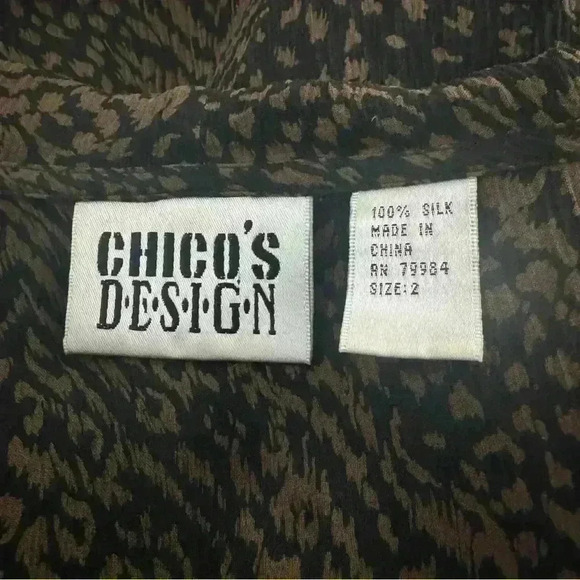 CHICO'S
D•E•S•I•G•N
100% SILK
MADE IN
CHINA
RN 79984
SIZE:2